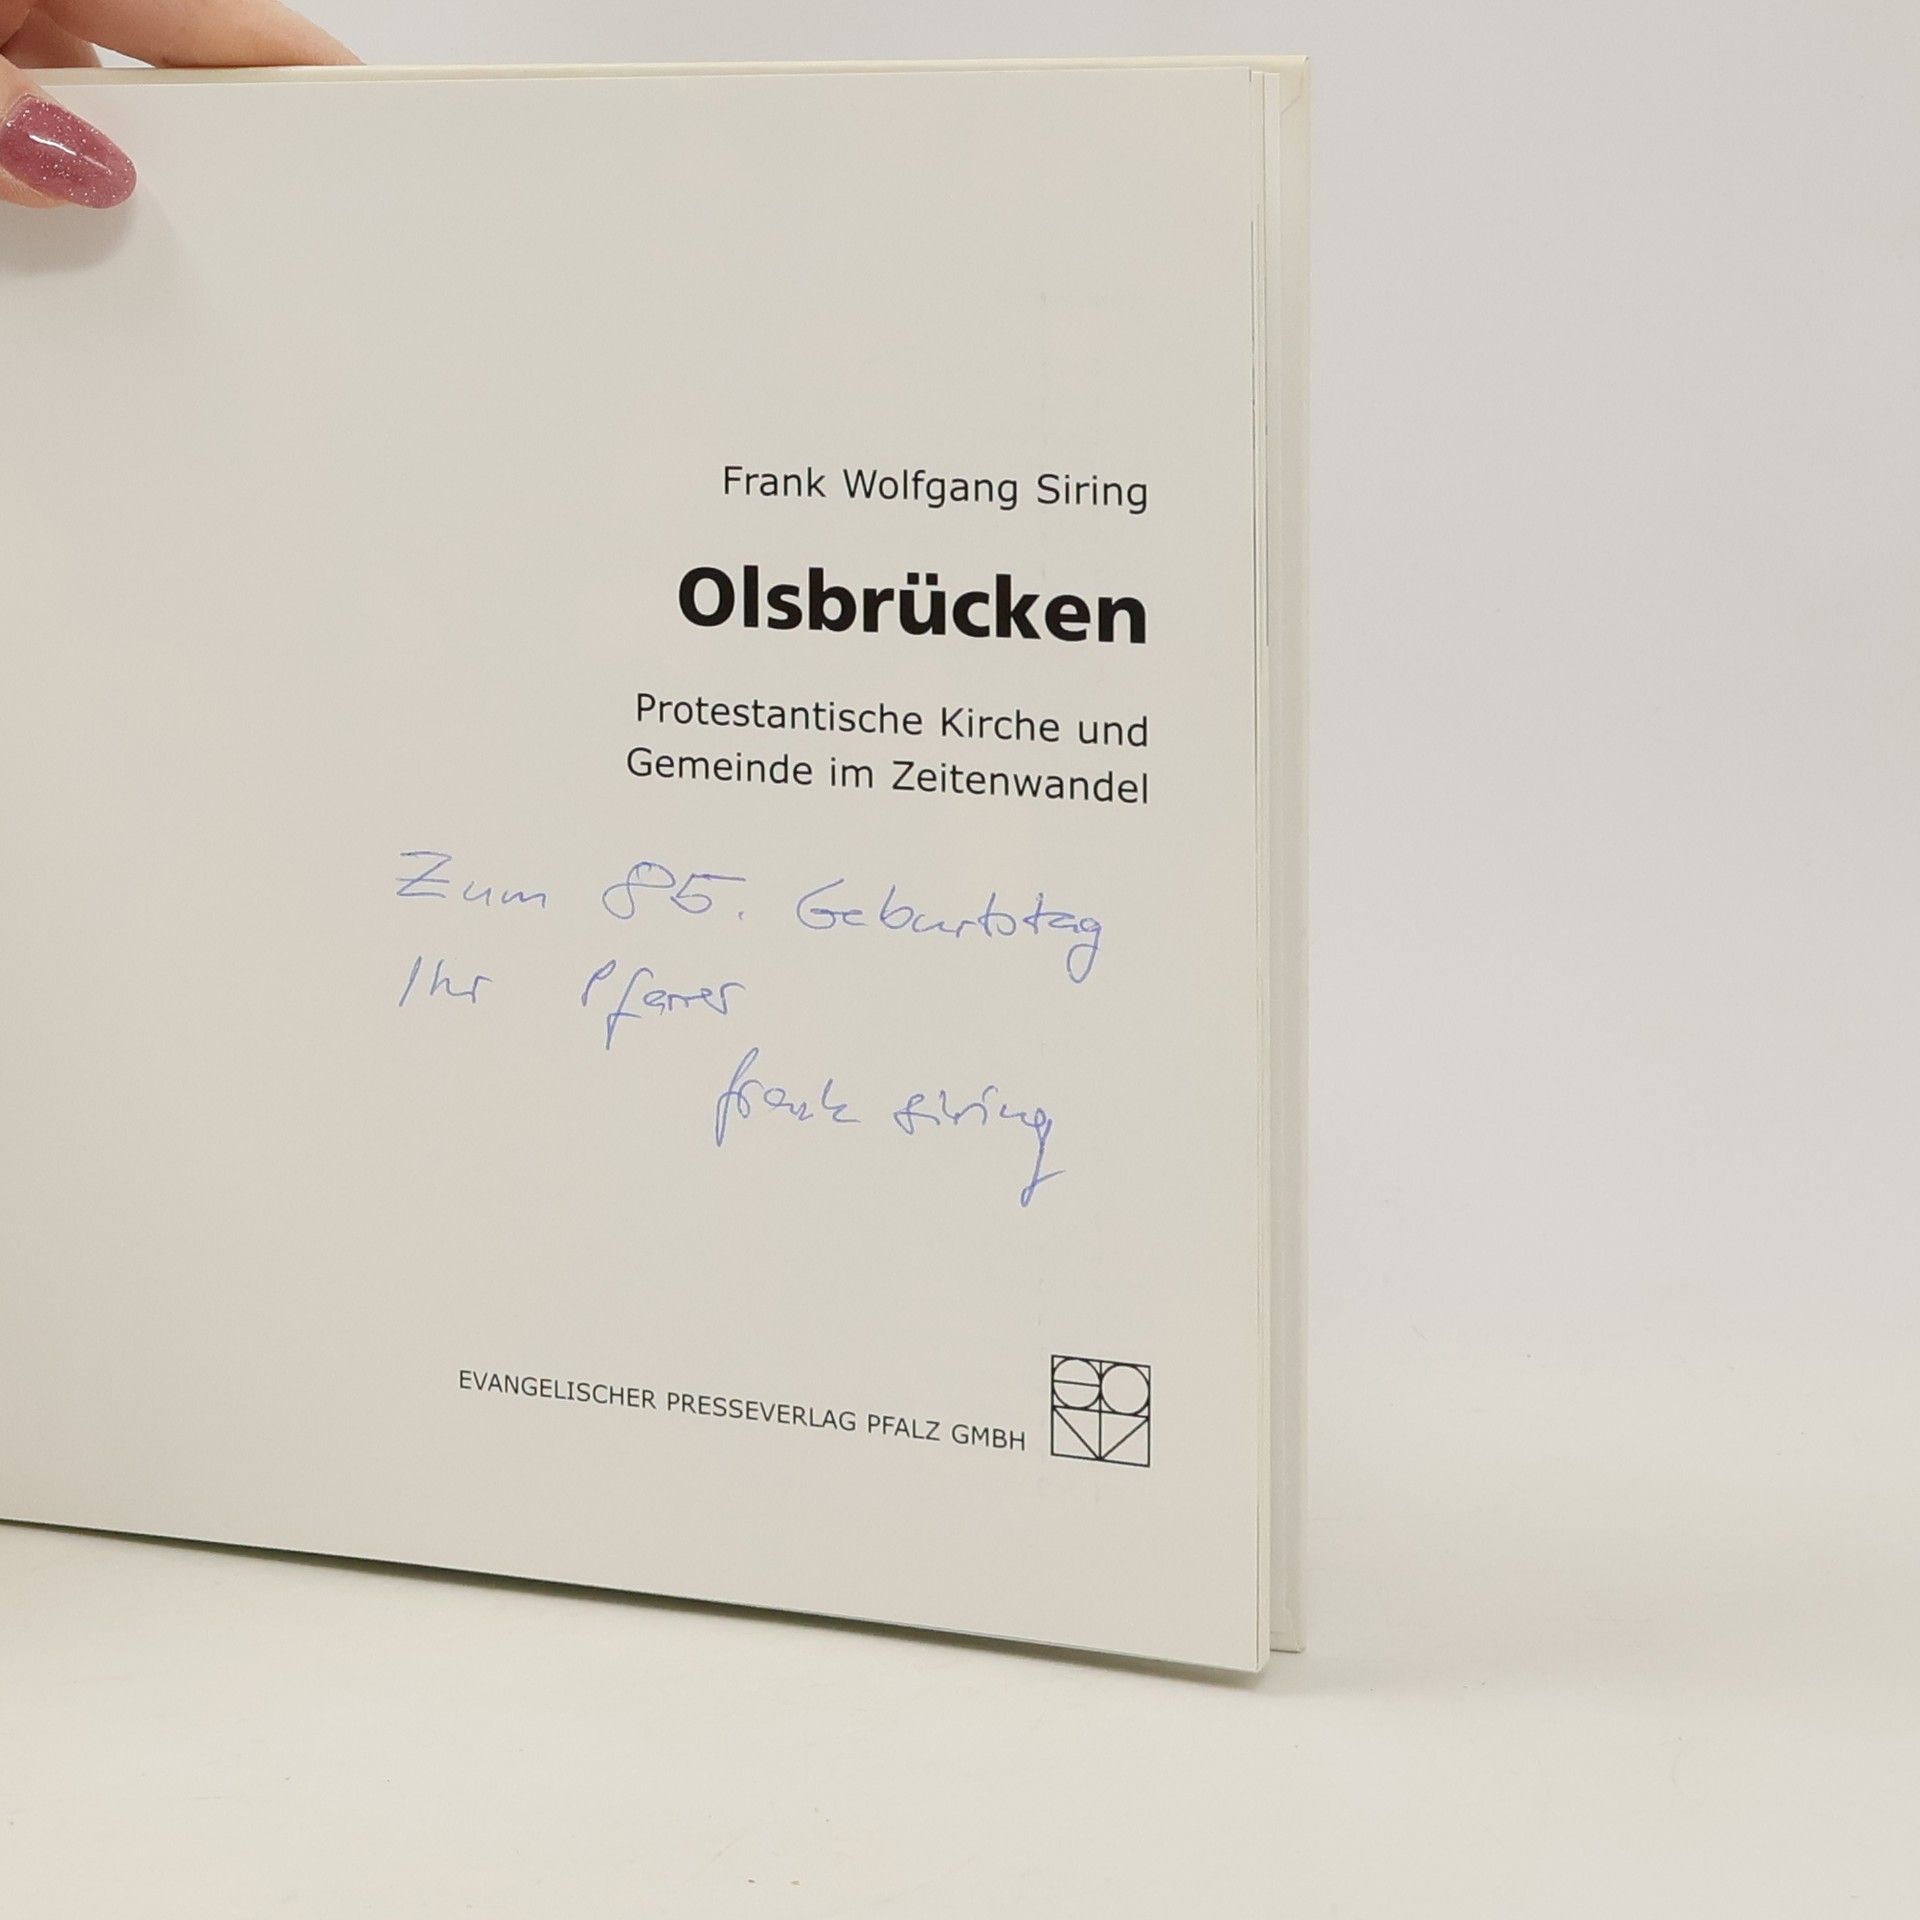 Frank Wolfgang Siring
Olsbrücken
Protestantische Kirche und
Gemeinde im Zeitenwandel
Zum 85. Geburtstag
Ihr Pfarrer
Frank Siring
EVANGELISCHER PRESSEVERLAG PFALZ GMBH